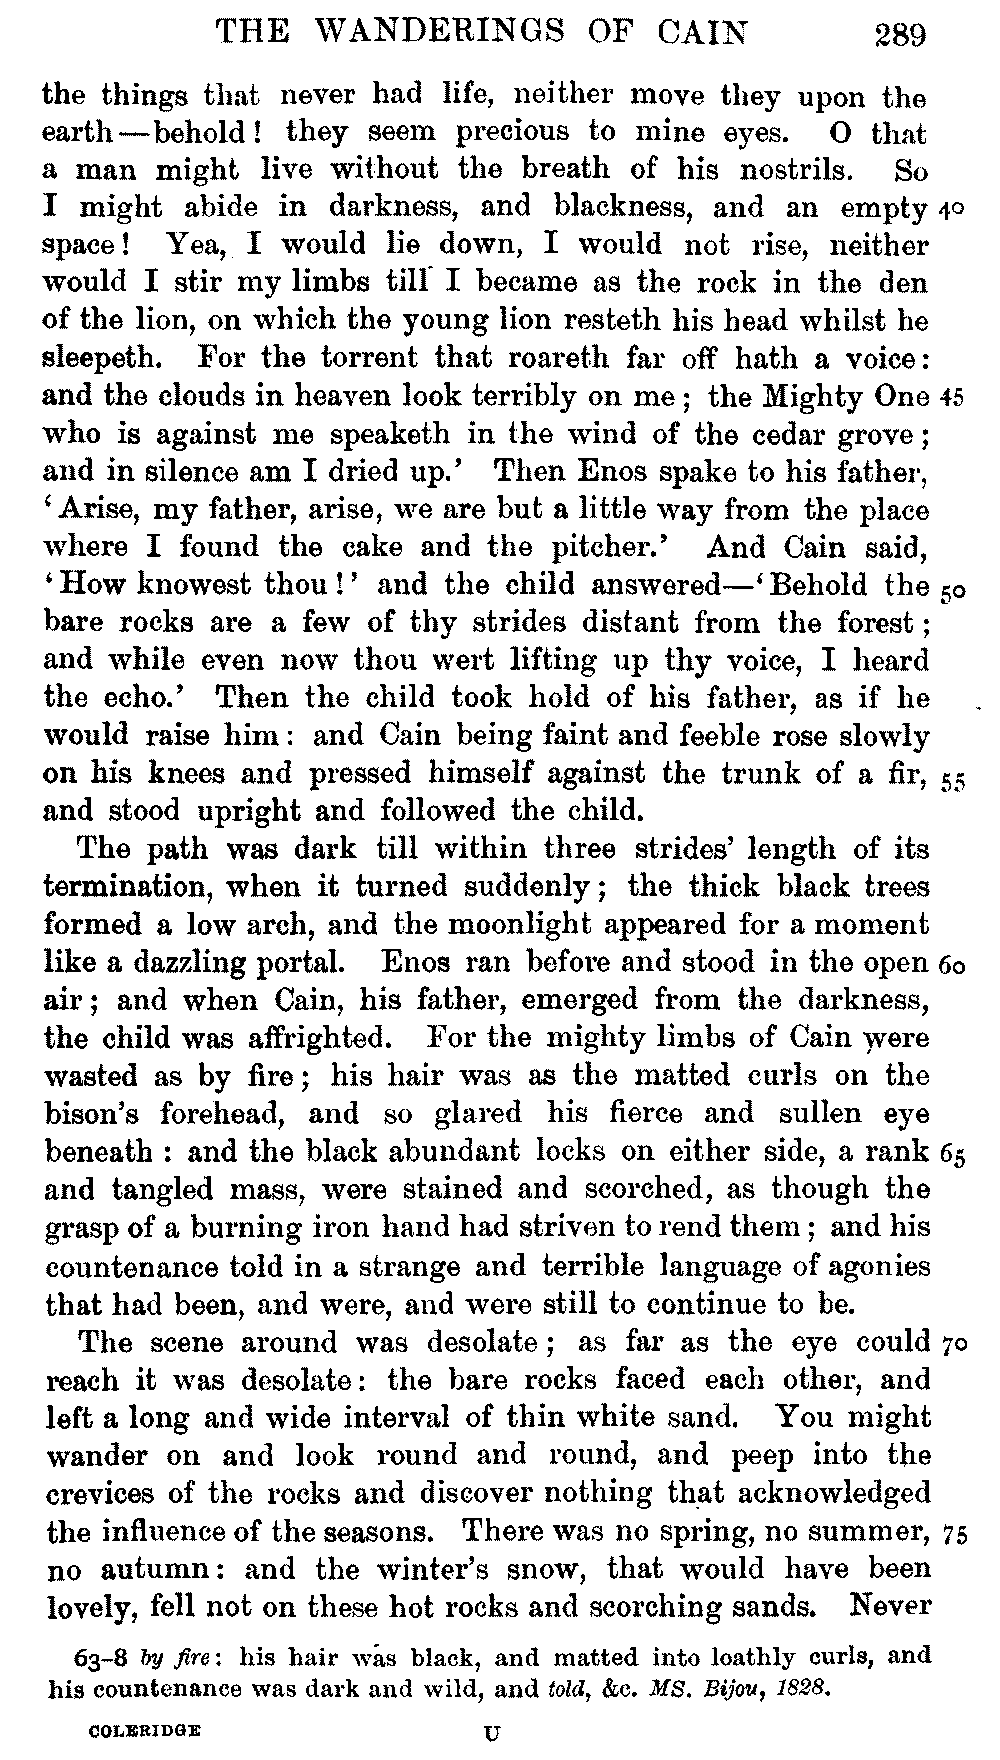 THE WANDERINGS OF CAIN 289
the things that never had life, neither move they upon the
earth—behold! they seem precious to mine eyes. O that
a man might live without the breath of his nostrils. So
I might abide in darkness, and blackness, and an empty 40
space! Yea, I would lie down, I would not rise, neither
would I stir my limbs till I became as the rock in the den
of the lion, on which the young lion resteth his head whilst he
sleepeth. For the torrent that roareth far off hath a voice:
and the clouds in heaven look terribly on me; the Mighty One 45
who is against me speaketh in the wind of the cedar grove;
and in silence am I dried up.’ Then Enos spake to his father,
‘Arise, my father, arise, we are but a little way from the place
where I found the cake and the pitcher.’ And Cain said,
‘How knowest thou!’ and the child answered—‘Behold the 50
bare rocks are a few of thy strides distant from the forest;
and while even now thou wert lifting up thy voice, I heard
the echo.’ Then the child took hold of his father, as if he
would raise him: and Cain being faint and feeble rose slowly
on his knees and pressed himself against the trunk of a fir, 55
and stood upright and followed the child.
The path was dark till within three strides’ length of its
termination, when it turned suddenly; the thick black trees
formed a low arch, and the moonlight appeared for a moment
like a dazzling portal. Enos ran before and stood in the open 60
air; and when Cain, his father, emerged from the darkness,
the child was affrighted. For the mighty limbs of Cain were
wasted as by fire; his hair was as the matted curls on the
bison’s forehead, and so glared his fierce and sullen eye
beneath: and the black abundant locks on either side, a rank 65
and tangled mass, were stained and scorched, as though the
grasp of a burning iron hand had striven to rend them; and his
countenance told in a strange and terrible language of agonies
that had been, and were, and were still to continue to be.
The scene around was desolate; as far as the eye could 70
reach it was desolate: the bare rocks faced each other, and
left a long and wide interval of thin white sand. You might
wander on and look round and round, and peep into the
crevices of the rocks and discover nothing that acknowledged
the influence of the seasons. There was no spring, no summer, 75
no autumn: and the winter’s snow, that would have been
lovely, fell not on these hot rocks and scorching sands. Never
63–8 by fire: his hair was black, and matted into loathly curls, and
his countenance was dark and wild, and told, &c. MS. Bijou, 1828.
COLERIDGE U